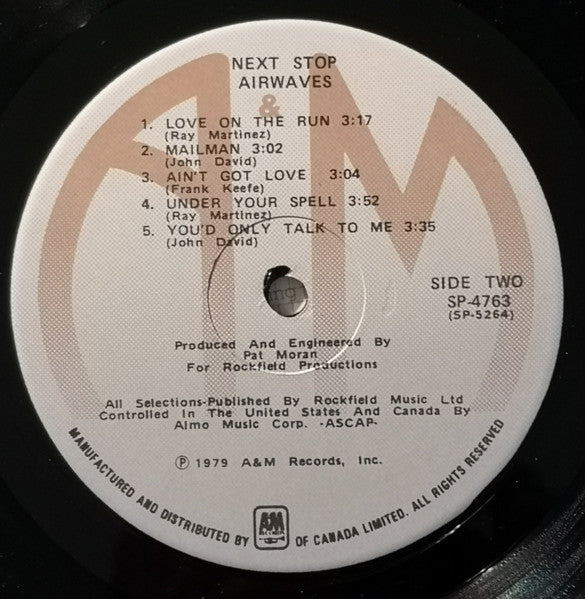 NEXT STOP
AIRWAVES
&
1. LOVE ON THE RUN 3:17
(Ray Martinez)
2. MAILMAN 3:02
(John David)
3. AIN'T GOT LOVE 3:04
(Frank Keefe)
4. UNDER YOUR SPELL 3:52
(Ray Martinez)
5. YOU'D ONLY TALK TO ME 3:35
(John David)
SIDE TWO
SP-4763
(SP-5264)
Produced And Engineered By
Pat Moran
For Rockfield Productions
All Selections Published By Rockfield Music Ltd
Controlled In The United States And Canada By
Almo Music Corp. -ASCAP-
Ⓟ 1979 A&M Records, Inc.
MANUFACTURED AND DISTRIBUTED BY A&M RECORDS OF CANADA LIMITED. ALL RIGHTS RESERVED